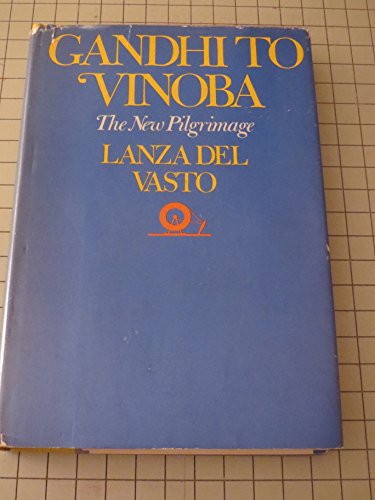 GANDHI TO
VINOBA
The New Pilgrimage
LANZA DEL
VASTO